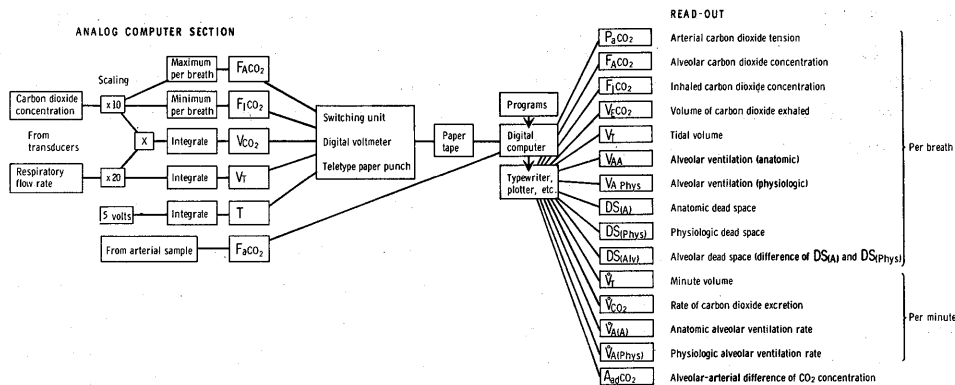 ANALOG COMPUTER SECTION
Scaling
Carbon dioxide
concentration
From
transducers
Respiratory
flow rate
x10
X
x20
5 volts
From arterial sample
Maximum
per breath
Minimum
per breath
Integrate
Integrate
Integrate
FACO2
FICO2
VCO2
VT
T
FaCO2
Switching unit
Digital voltmeter
Teletype paper punch
Paper
tape
Programs
Digital
computer
Typewriter,
plotter, etc.
READ-OUT
PaCO2 Arterial carbon dioxide tension
FACO2 Alveolar carbon dioxide concentration
FICO2 Inhaled carbon dioxide concentration
VECO2 Volume of carbon dioxide exhaled
VT Tidal volume
VAA Alveolar ventilation (anatomic)
VA Phys Alveolar ventilation (physiologic)
DS(A) Anatomic dead space
DS(Phys) Physiologic dead space
DS(Alv) Alveolar dead space (difference of DS(A) and DS(Phys))
Per breath
V̊T Minute volume
V̊CO2 Rate of carbon dioxide excretion
V̊A(A) Anatomic alveolar ventilation rate
V̊A(Phys) Physiologic alveolar ventilation rate
Per minute
AadCO2 Alveolar-arterial difference of CO2 concentration